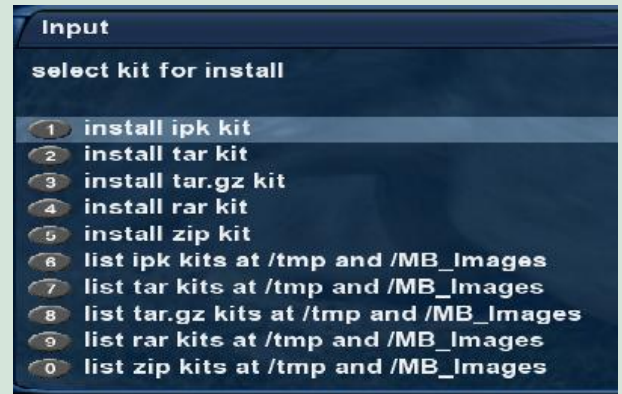 Input
select kit for install
1 install ipk kit
2 install tar kit
3 install tar.gz kit
4 install rar kit
5 install zip kit
6 list ipk kits at /tmp and /MB_Images
7 list tar kits at /tmp and /MB_Images
8 list tar.gz kits at /tmp and /MB_Images
9 list rar kits at /tmp and /MB_Images
0 list zip kits at /tmp and /MB_Images